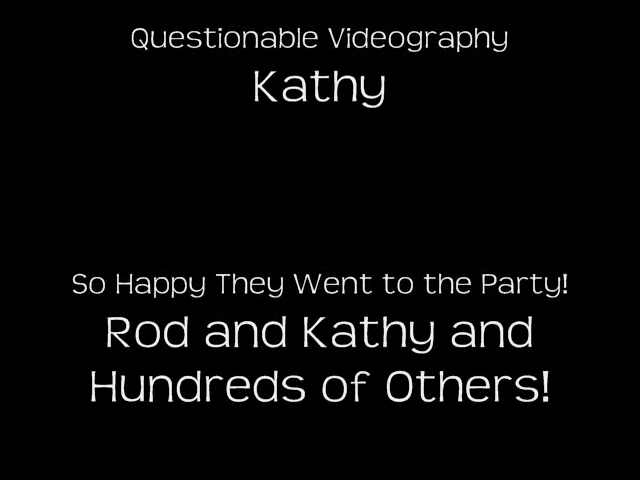 Questionable Videography
Kathy
So Happy They Went to the Party!
Rod and Kathy and
Hundreds of Others!